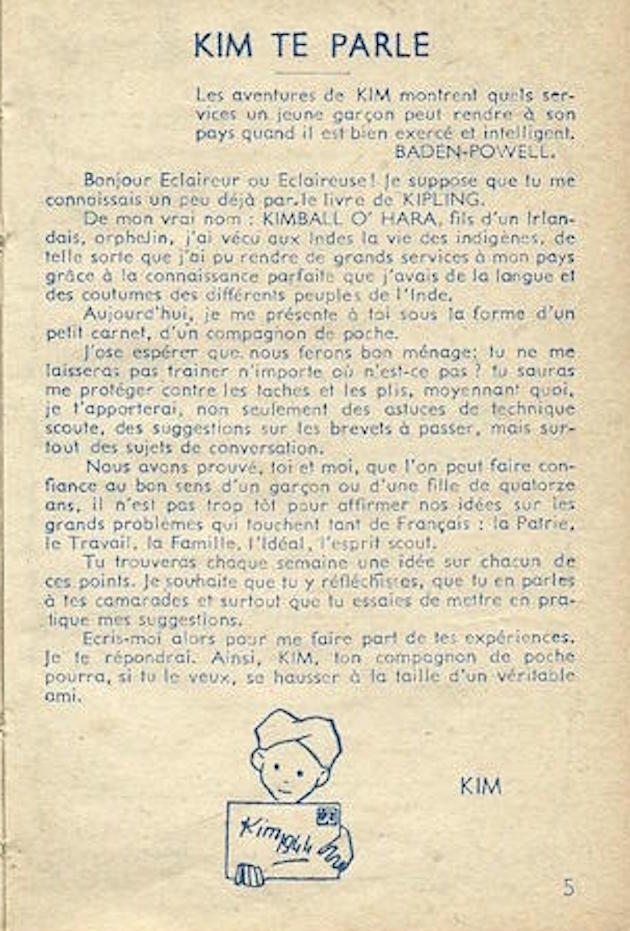 KIM TE PARLE
Les aventures de KIM montrent quels ser-
vices un jeune garçon peut rendre à son
pays quand il est bien exercé et intelligent.
BADEN-POWELL.
Bonjour Eclaireur ou Eclaireuse! Je suppose que tu me
connaissais un peu déjà par le livre de KIPLING.
De mon vrai nom : KIMBALL O' HARA, fils d'un Irlan-
dais, orphelin, j'ai vécu aux Indes la vie des indigènes, de
telle sorte que j'ai pu rendre de grands services à mon pays
grâce à la connaissance parfaite que j'avais de la langue et
des coutumes des différents peuples de l'Inde.
Aujourd'hui, je me présente à toi sous la forme d'un
petit carnet, d'un compagnon de poche.
J'ose espérer que nous ferons bon ménage; tu ne me
laisseras pas trainer n'importe où n'est-ce pas ? tu sauras
me protéger contre les taches et les plis, moyennant quoi,
je t'apporterai, non seulement des astuces de technique
scoute, des suggestions sur les brevets à passer, mais sur-
tout des sujets de conversation.
Nous avons prouvé, toi et moi, que l'on peut faire con-
fiance au bon sens d'un garçon ou d'une fille de quatorze
ans, il n'est pas trop tôt pour affirmer nos idées sur les
grands problèmes qui touchent tant de Français : la Patrie,
le Travail, la Famille, l'Idéal, l'esprit scout.
Tu trouveras chaque semaine une idée sur chacun de
ces points. Je souhaite que tu y réfléchisses, que tu en parles
à tes camarades et surtout que tu essaies de mettre en pra-
tique mes suggestions.
Ecris-moi alors pour me faire part de tes expériences.
Je te répondrai. Ainsi, KIM, ton compagnon de poche
pourra, si tu le veux, se hausser à la taille d'un véritable
ami.
Kim 1944
KIM
5